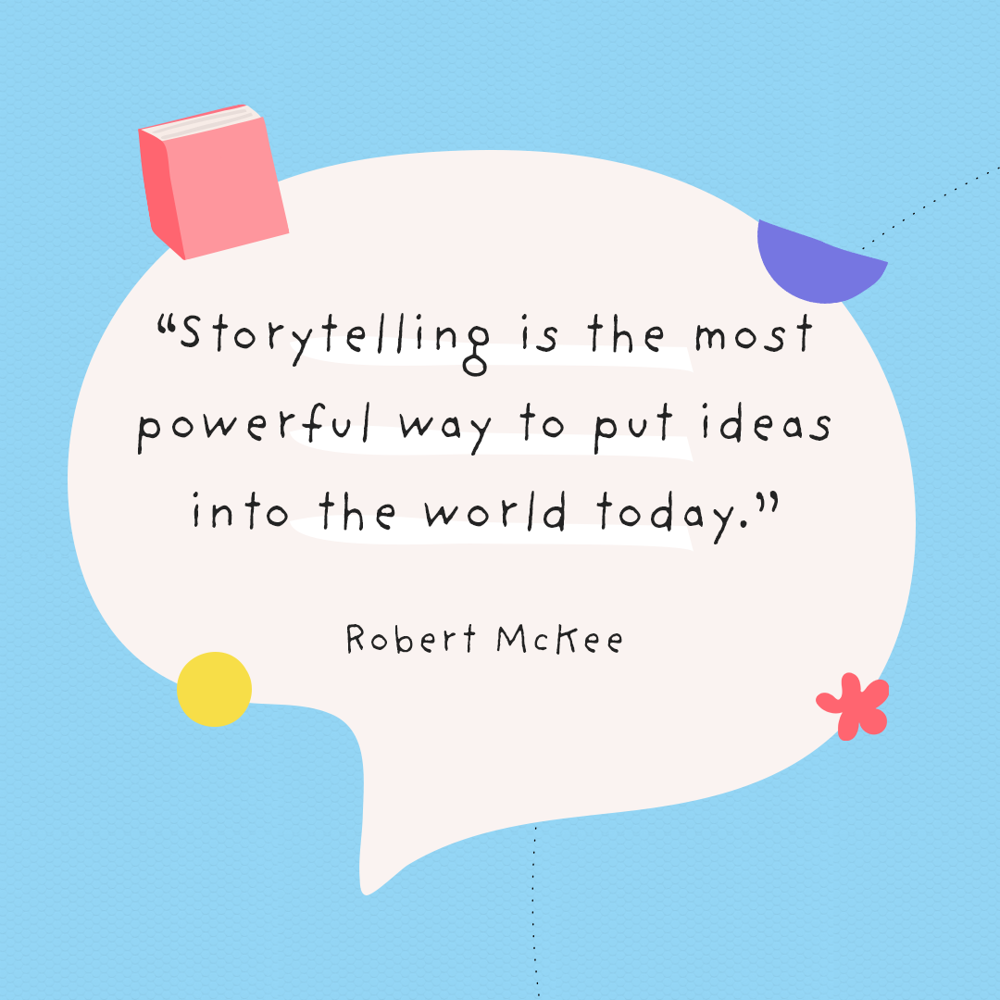 “Storytelling is the most
powerful way to put ideas
into the world today.”
Robert McKee